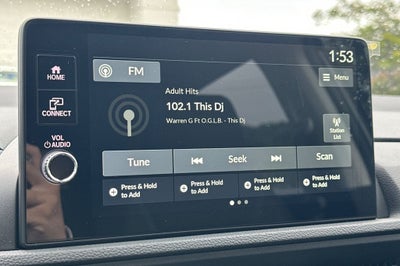 1:53
HOME
FM
Menu
Adult Hits
102.1 This Dj
Warren G Ft O.G.L.B. - This Dj
CONNECT
Station
List
VOL
AUDIO
Tune
Seek
Scan
Press & Hold
to Add
Press & Hold
to Add
Press & Hold
to Add
Press & Hold
to Add